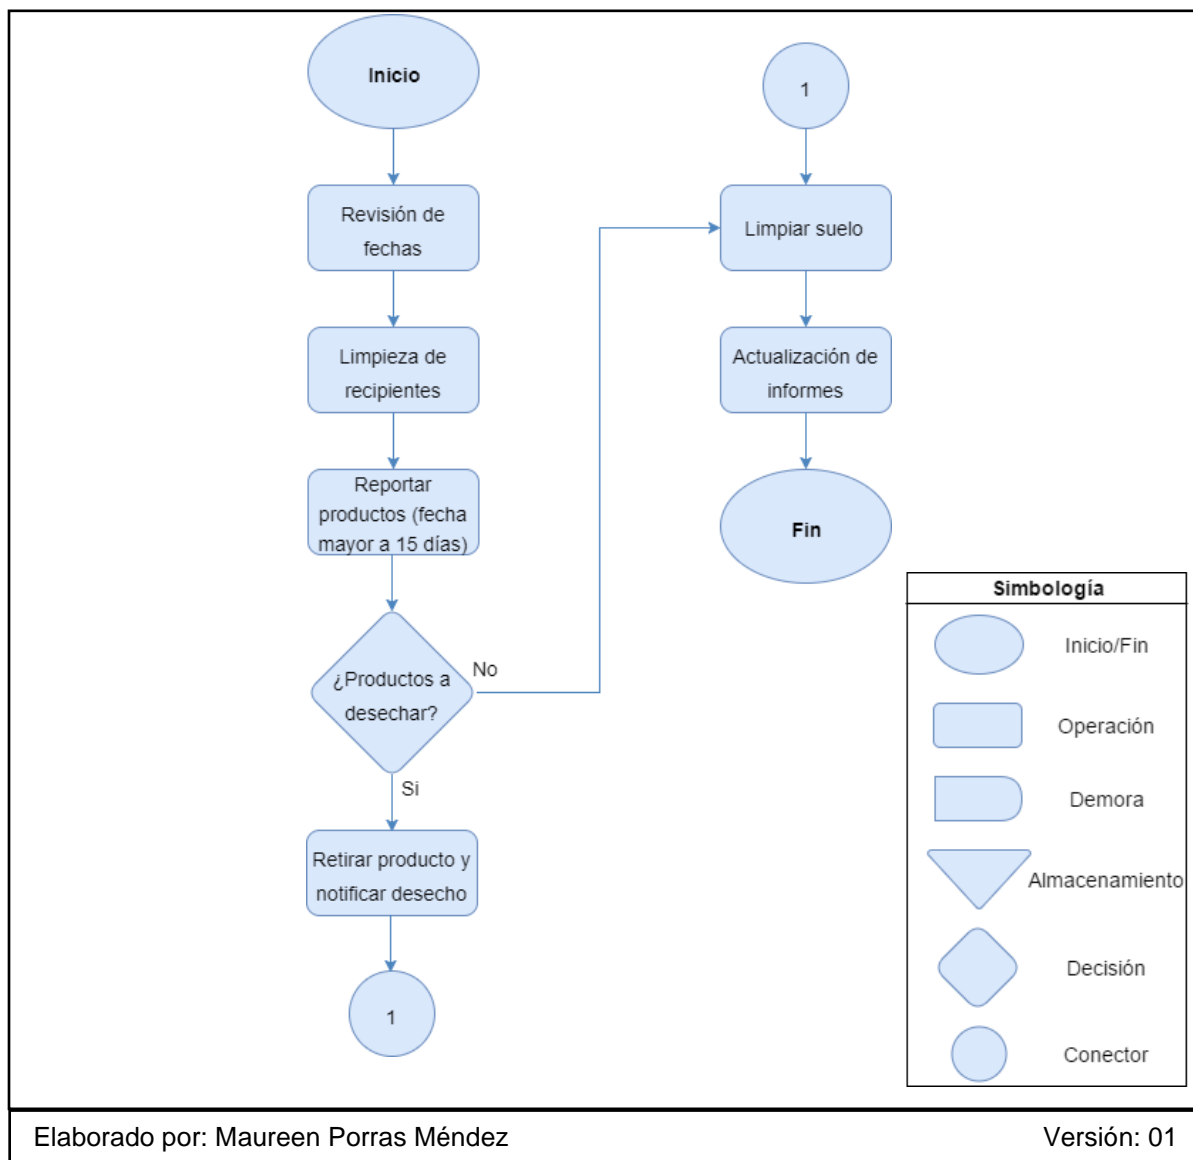 Inicio
Revisión de
fechas
Limpieza de
recipientes
Reportar
productos (fecha
mayor a 15 días)
¿Productos a
desechar?
No
Si
Retirar producto y
notificar desecho
1
1
Limpiar suelo
Actualización de
informes
Fin
Simbología
Inicio/Fin
Operación
Demora
Almacenamiento
Decisión
Conector
Elaborado por: Maureen Porras Méndez
Versión: 01